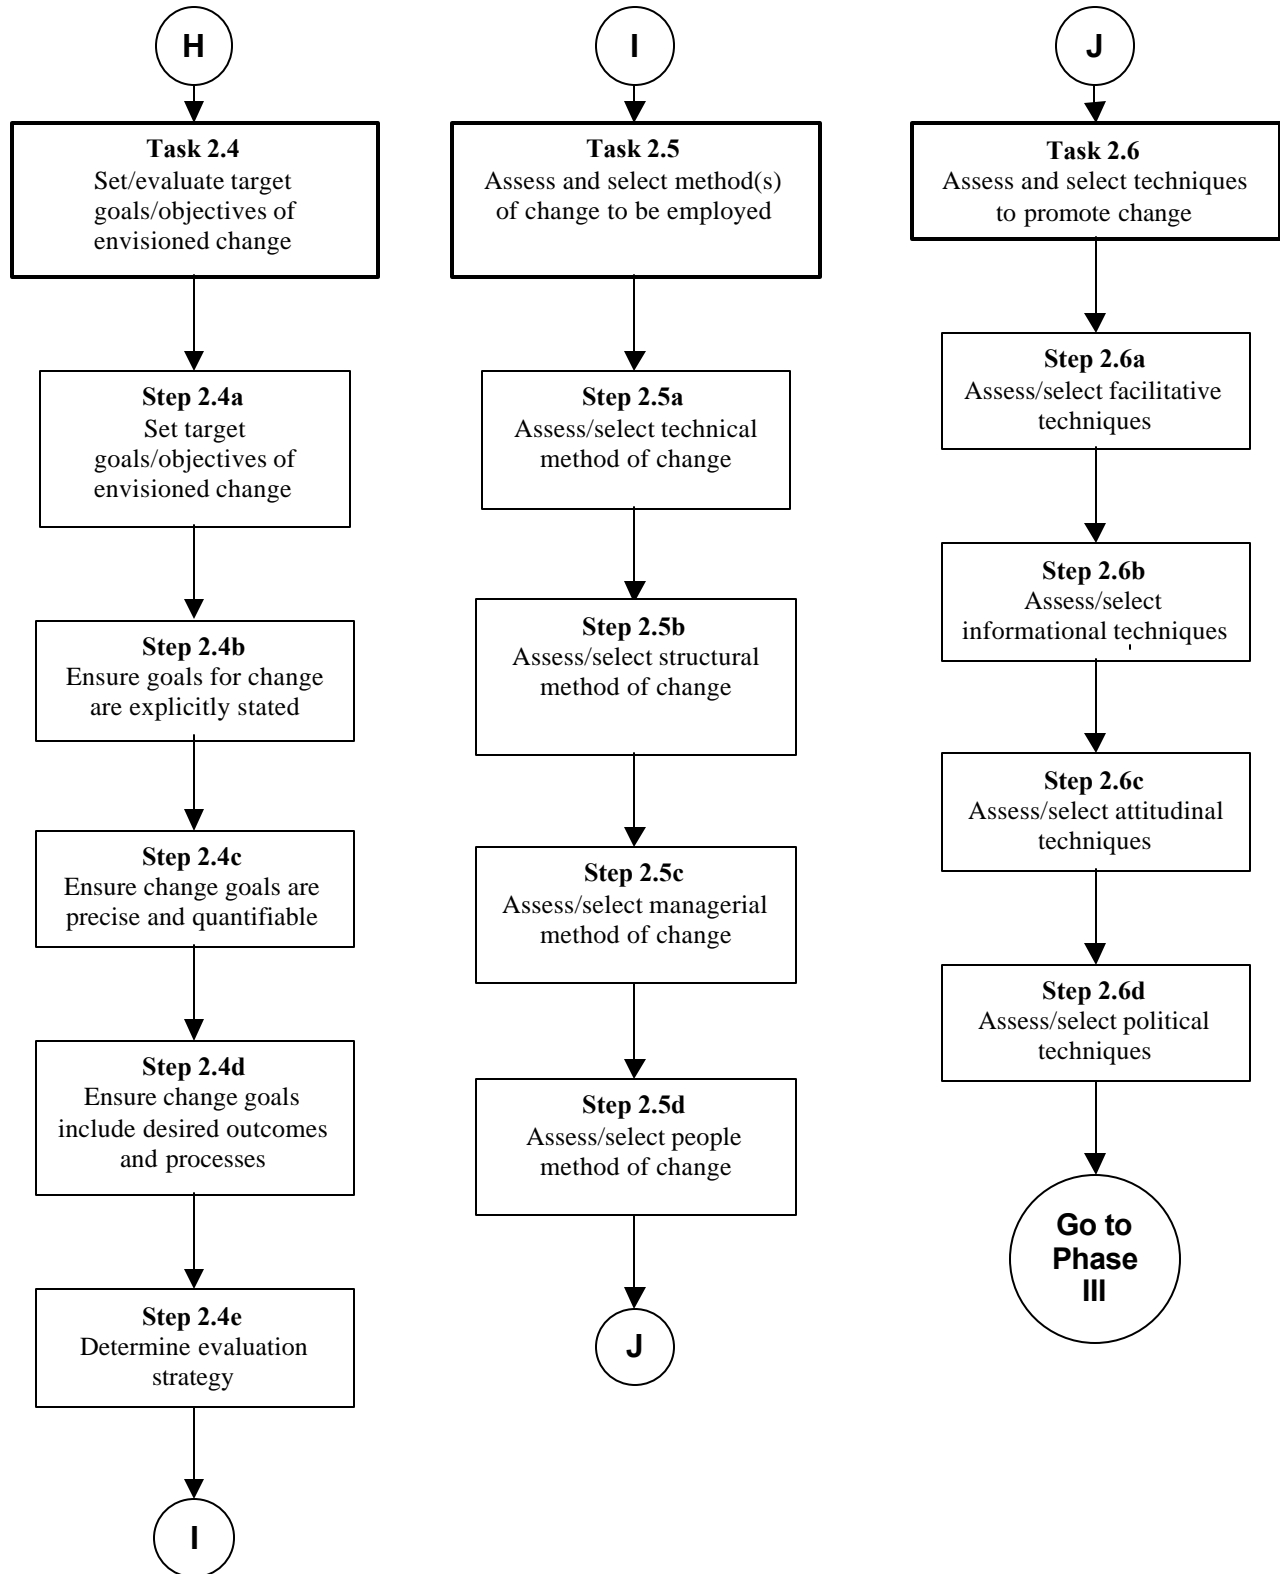 H
Task 2.4
Set/evaluate target
goals/objectives of
envisioned change
Step 2.4a
Set target
goals/objectives of
envisioned change
Step 2.4b
Ensure goals for change
are explicitly stated
Step 2.4c
Ensure change goals are
precise and quantifiable
Step 2.4d
Ensure change goals
include desired outcomes
and processes
Step 2.4e
Determine evaluation
strategy
I
I
Task 2.5
Assess and select method(s)
of change to be employed
Step 2.5a
Assess/select technical
method of change
Step 2.5b
Assess/select structural
method of change
Step 2.5c
Assess/select managerial
method of change
Step 2.5d
Assess/select people
method of change
J
J
Task 2.6
Assess and select techniques
to promote change
Step 2.6a
Assess/select facilitative
techniques
Step 2.6b
Assess/select
informational techniques
Step 2.6c
Assess/select attitudinal
techniques
Step 2.6d
Assess/select political
techniques
Go to
Phase
III